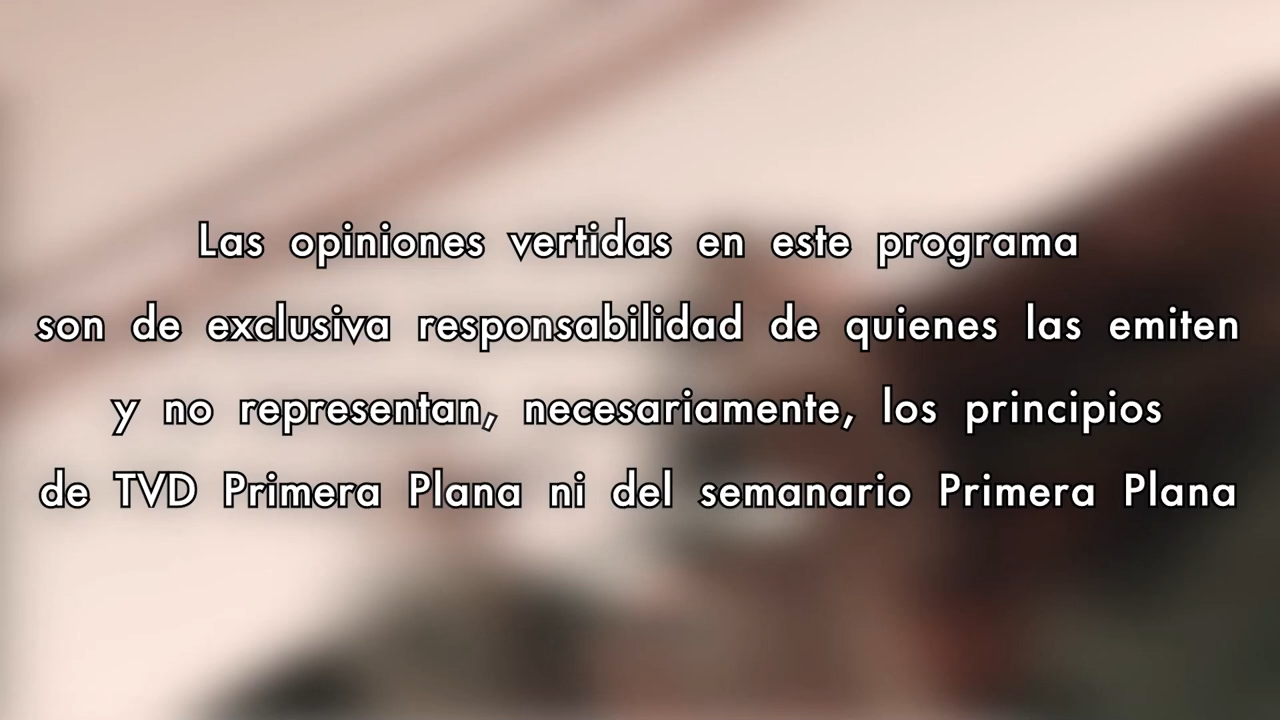 Las opiniones vertidas en este programa
son de exclusiva responsabilidad de quienes las emiten
y no representan, necesariamente, los principios
de TVD Primera Plana ni del semanario Primera Plana